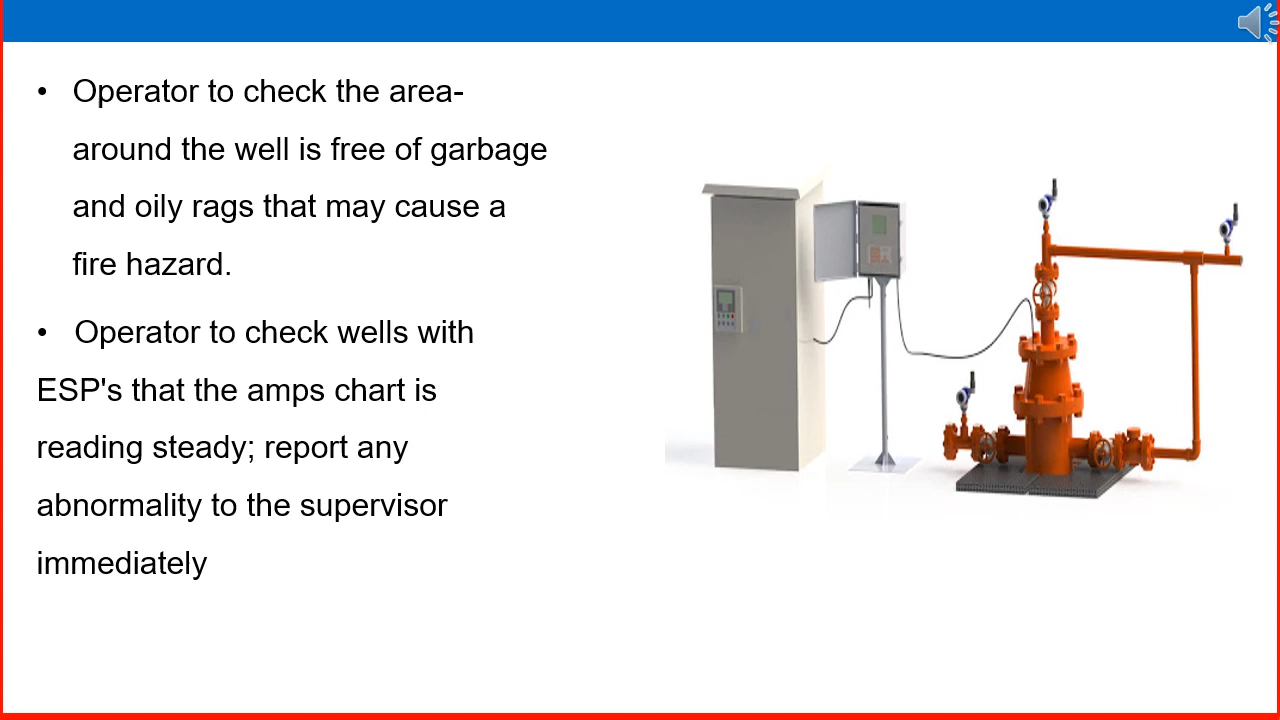 • Operator to check the area-
around the well is free of garbage
and oily rags that may cause a
fire hazard.
• Operator to check wells with
ESP's that the amps chart is
reading steady; report any
abnormality to the supervisor
immediately